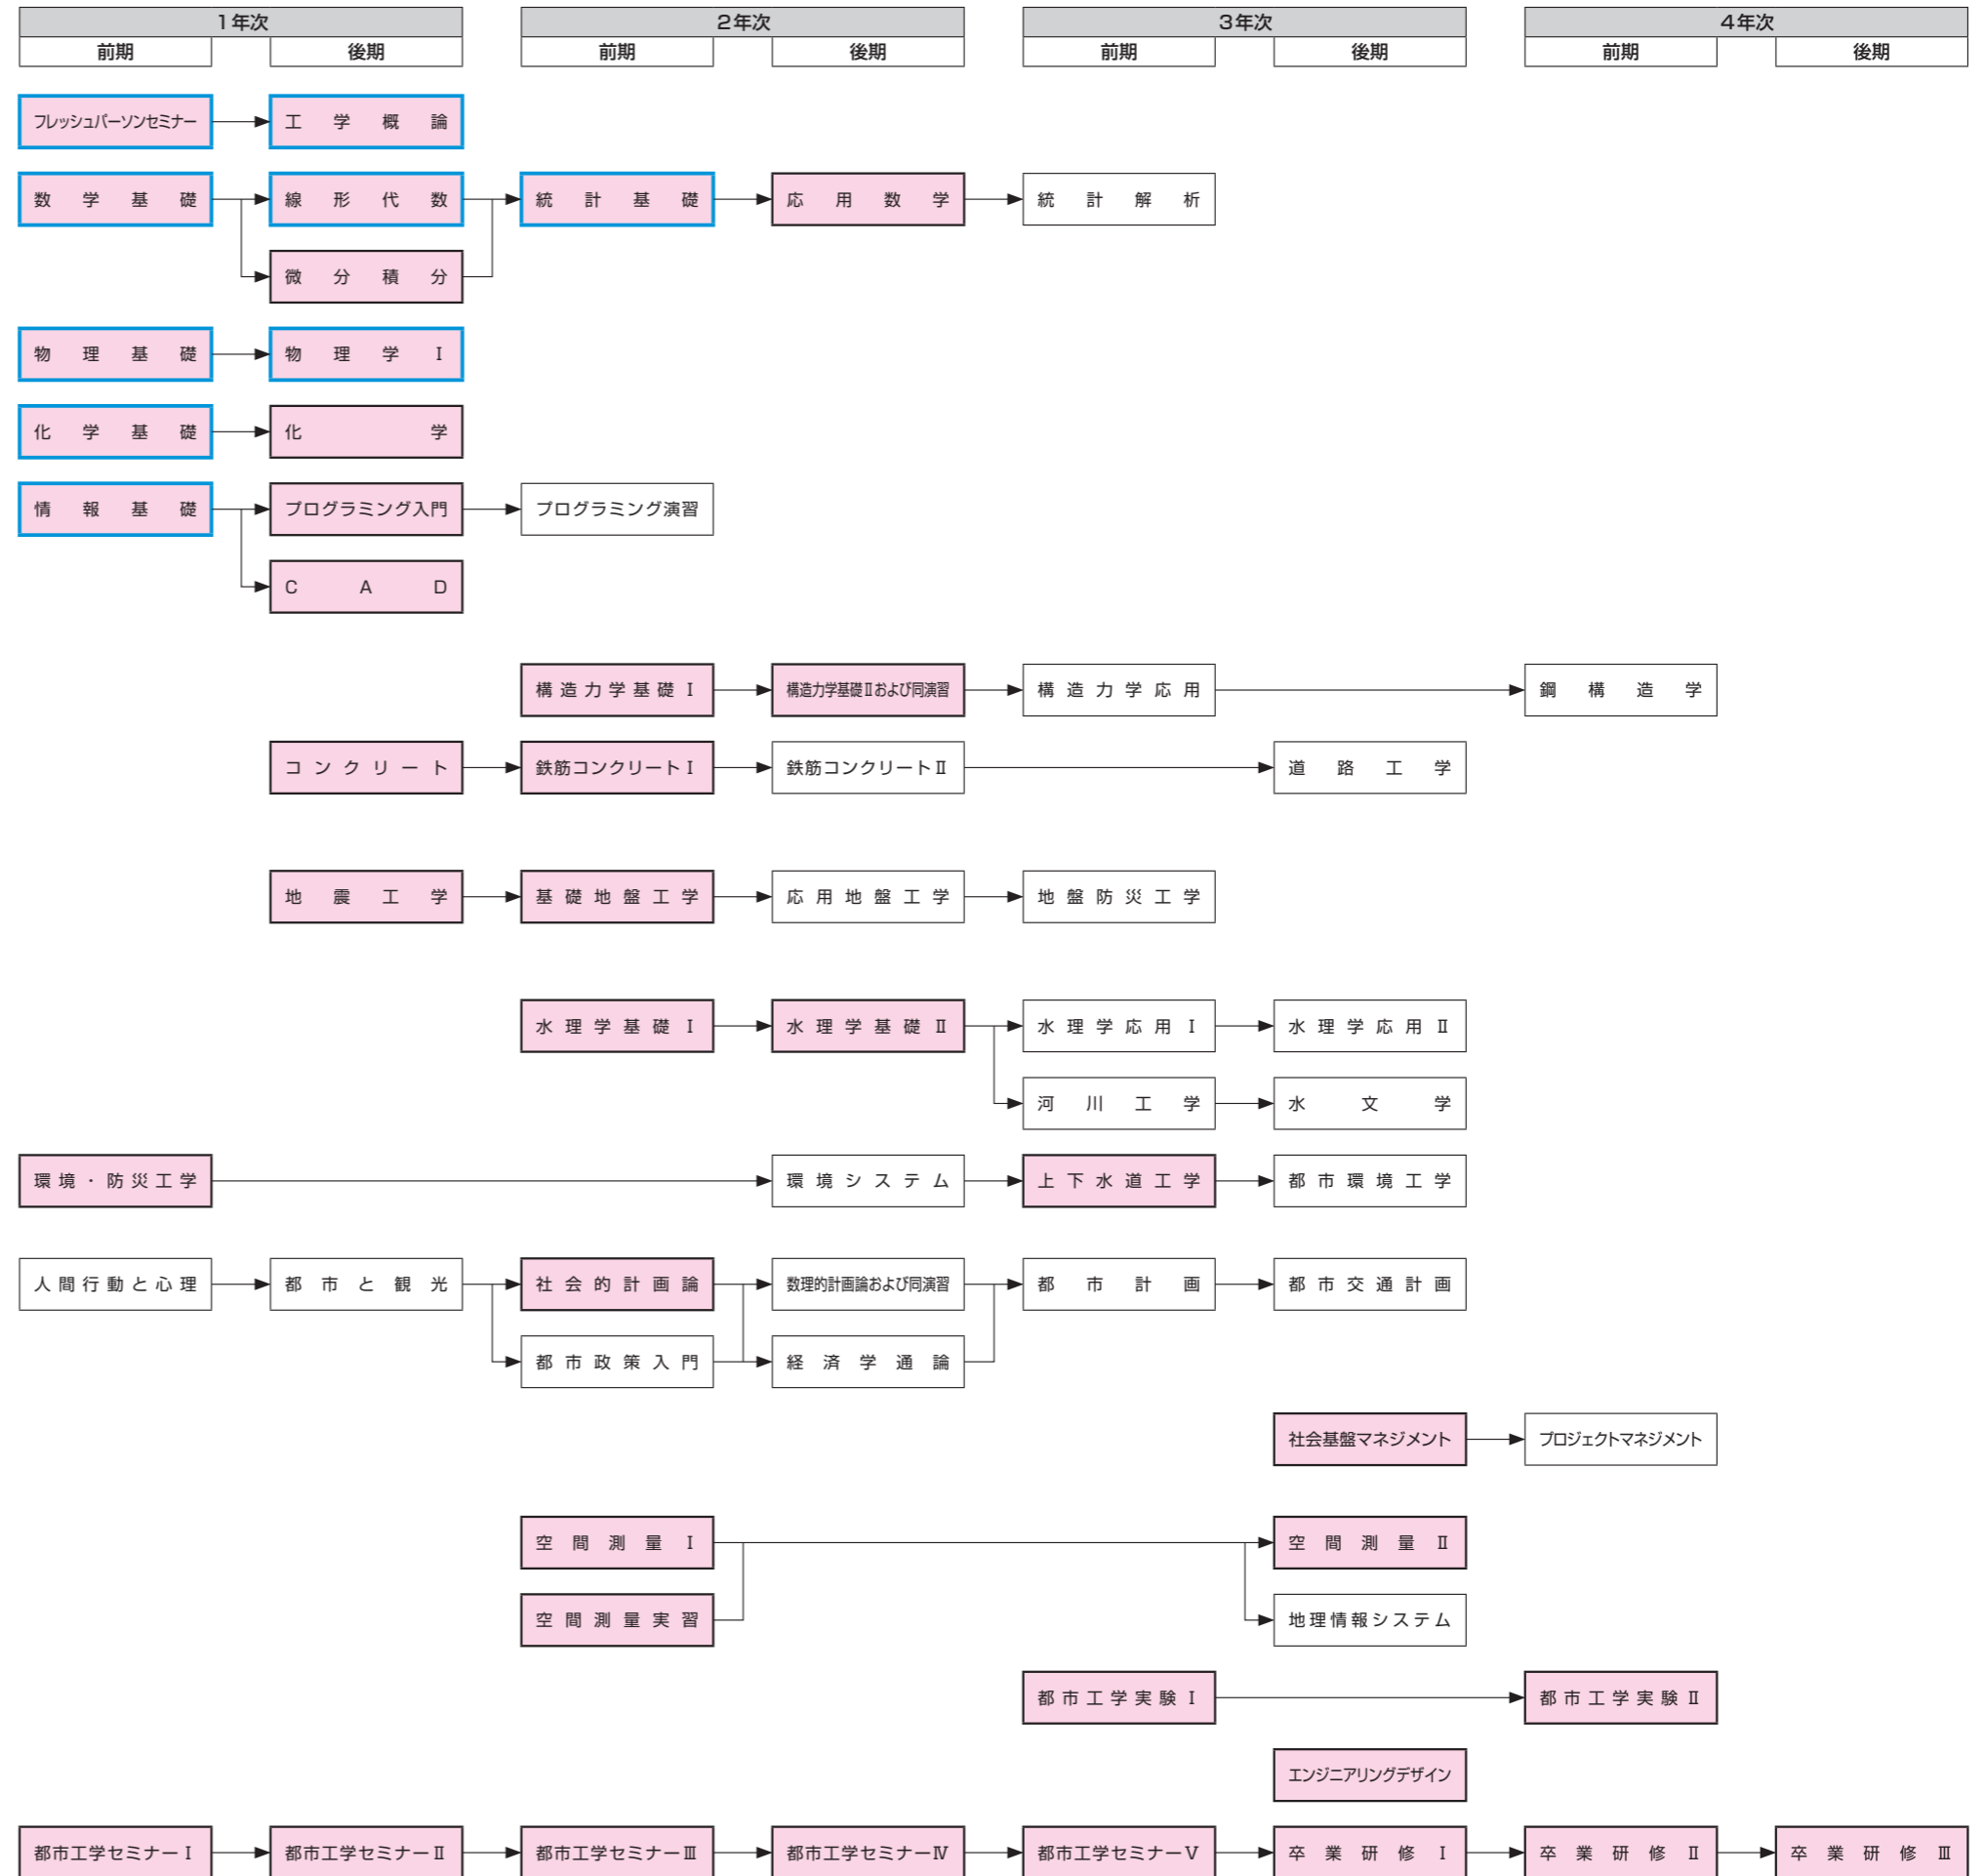 1年次 2年次 3年次 4年次
前期 後期 前期 後期 前期 後期 前期 後期
フレッシュパーソンセミナー 工学概論
数学基礎 線形代数 統計基礎 応用数学 統計解析
微分積分
物理基礎 物理学Ⅰ
化学基礎 化学
情報基礎 プログラミング入門 プログラミング演習
CAD
構造力学基礎Ⅰ 構造力学基礎Ⅱおよび同演習 構造力学応用 鋼構造学
コンクリート 鉄筋コンクリートⅠ 鉄筋コンクリートⅡ 道路工学
地震工学 基礎地盤工学 応用地盤工学 地盤防災工学
水理学基礎Ⅰ 水理学基礎Ⅱ 水理学応用Ⅰ 水理学応用Ⅱ
河川工学 水文学
環境・防災工学 環境システム 上下水道工学 都市環境工学
人間行動と心理 都市と観光 社会的計画論 数理的計画論および同演習 都市計画 都市交通計画
都市政策入門 経済学通論
社会基盤マネジメント プロジェクトマネジメント
空間測量Ⅰ 空間測量Ⅱ
空間測量実習 地理情報システム
都市工学実験Ⅰ 都市工学実験Ⅱ
エンジニアリングデザイン
都市工学セミナーⅠ 都市工学セミナーⅡ 都市工学セミナーⅢ 都市工学セミナーⅣ 都市工学セミナーⅤ 卒業研修Ⅰ 卒業研修Ⅱ 卒業研修Ⅲ